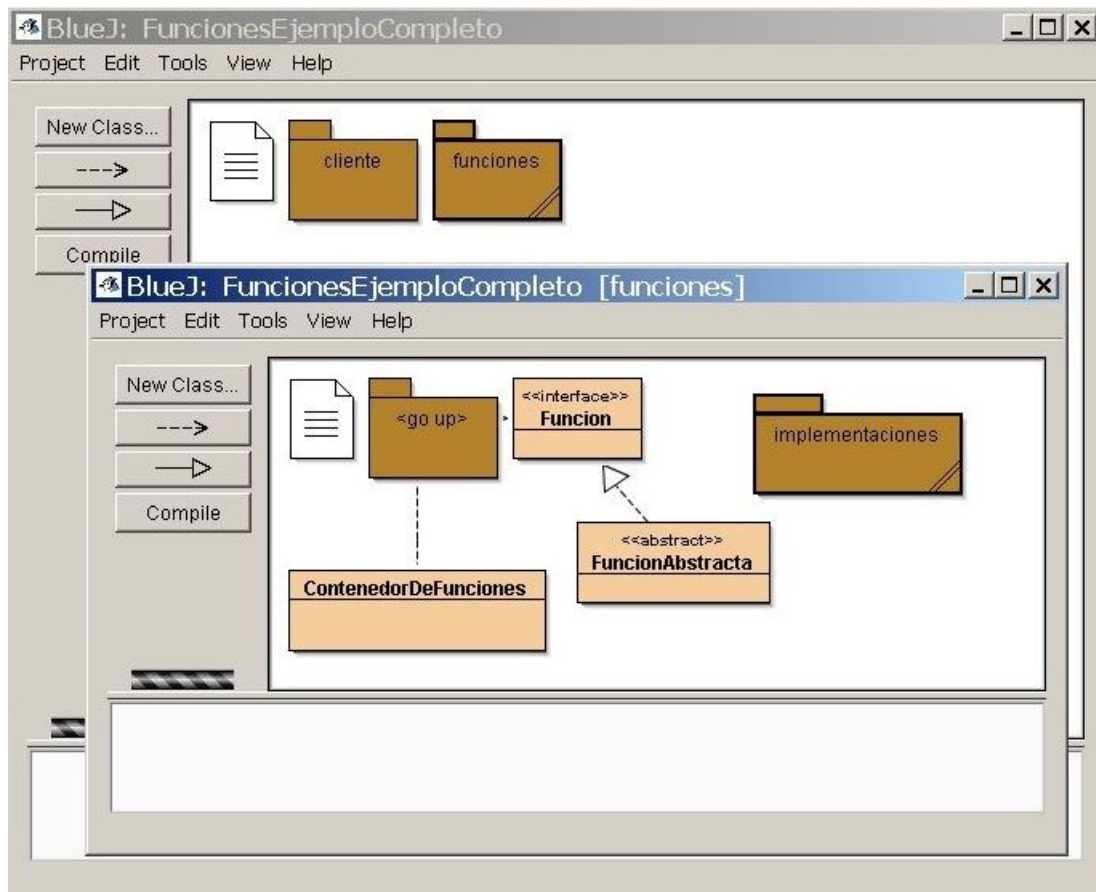 BlueJ: FuncionesEjemploCompleto
Project Edit Tools View Help
New Class...
Compile
cliente
funciones
BlueJ: FuncionesEjemploCompleto [funciones]
Project Edit Tools View Help
New Class...
Compile
<go up>
<<interface>>
Funcion
implementaciones
<<abstract>>
FuncionAbstracta
ContenedorDeFunciones